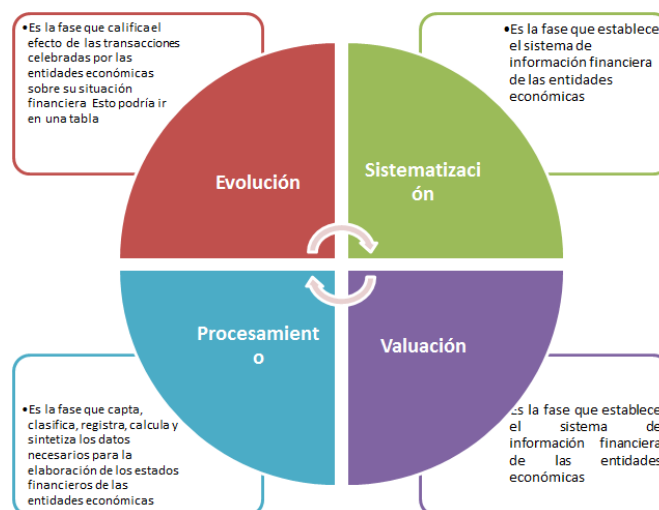 •Es la fase que califica el
efecto de las transacciones
celebradas por las
entidades económicas
sobre su situación
financiera Esto podría ir
en una tabla
•Es la fase que establece
el sistema de
información financiera
de las entidades
económicas
Evolución
Sistematizaci
ón
Procesamient
o
Valuación
•Es la fase que capta,
clasifica, registra, calcula y
sintetiza los datos
necesarios para la
elaboración de los estados
financieros de las
entidades económicas
Es la fase que establece
el sistema de
información financiera
de las entidades
económicas